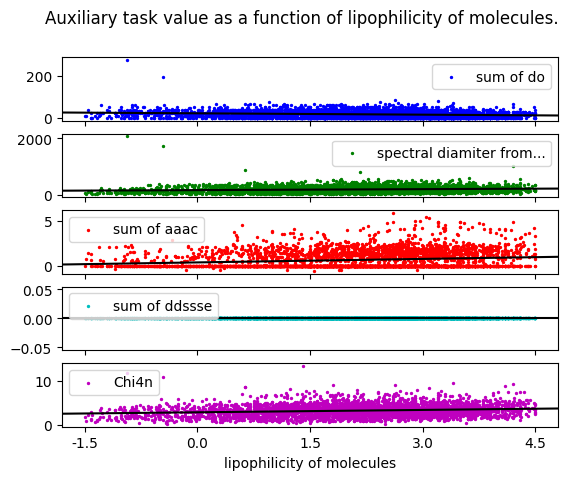 Auxiliary task value as a function of lipophilicity of molecules.
200
0
sum of do
2000
0
spectral diamiter from...
5
0
sum of aaac
0.05
0.00
−0.05
sum of ddssse
10
0
Chi4n
-1.5 0.0 1.5 3.0 4.5
lipophilicity of molecules